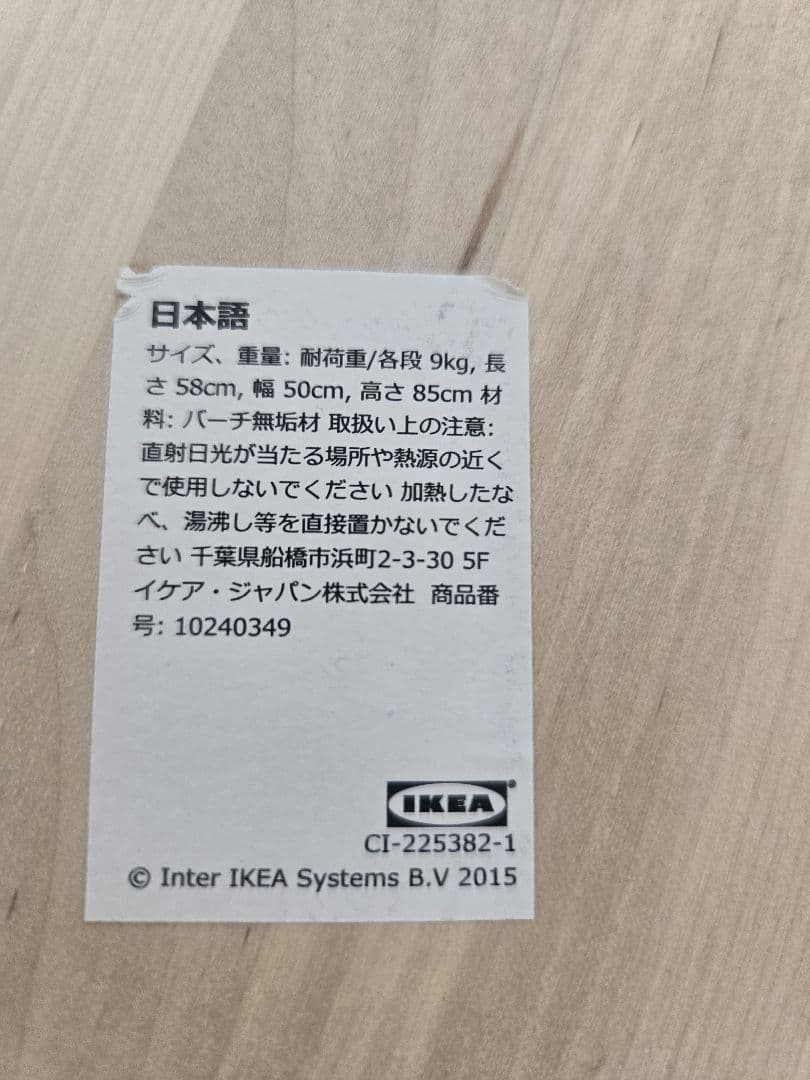 日本語
サイズ、重量: 耐荷重/各段 9kg, 長
さ 58cm, 幅 50cm, 高さ 85cm 材
料: バーチ無垢材 取扱い上の注意:
直射日光が当たる場所や熱源の近く
で使用しないでください 加熱したな
べ、湯沸し等を直接置かないでくだ
さい 千葉県船橋市浜町2-3-30 5F
イケア・ジャパン株式会社 商品番
号: 10240349
IKEA®
CI-225382-1
© Inter IKEA Systems B.V 2015